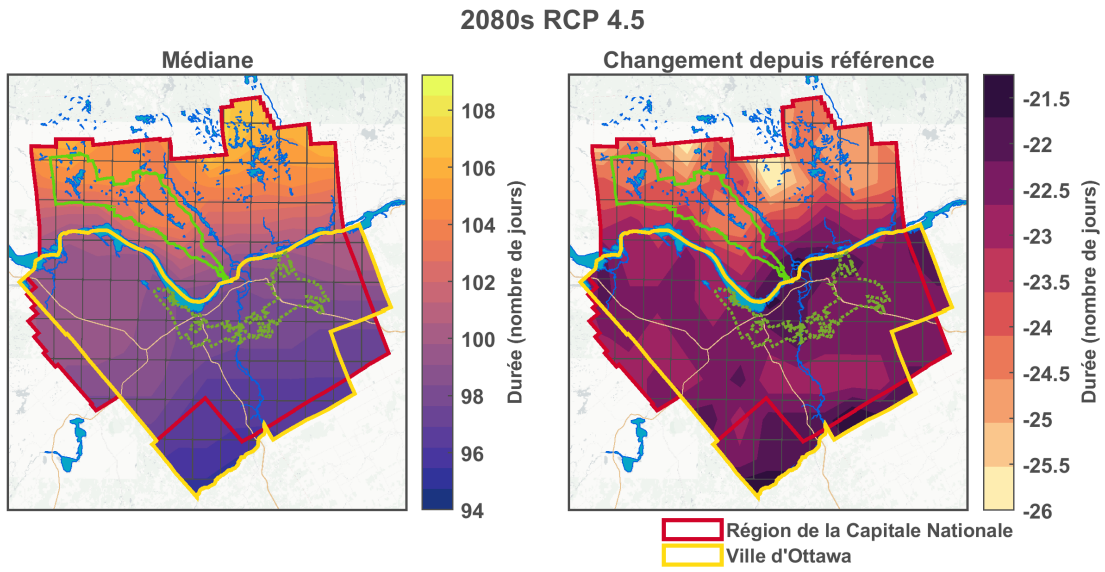 2080s RCP 4.5
Médiane
Changement depuis référence
108
106
104
102
100
98
96
94
Durée (nombre de jours)
-21.5
-22
-22.5
-23
-23.5
-24
-24.5
-25
-25.5
-26
Durée (nombre de jours)
Région de la Capitale Nationale
Ville d'Ottawa